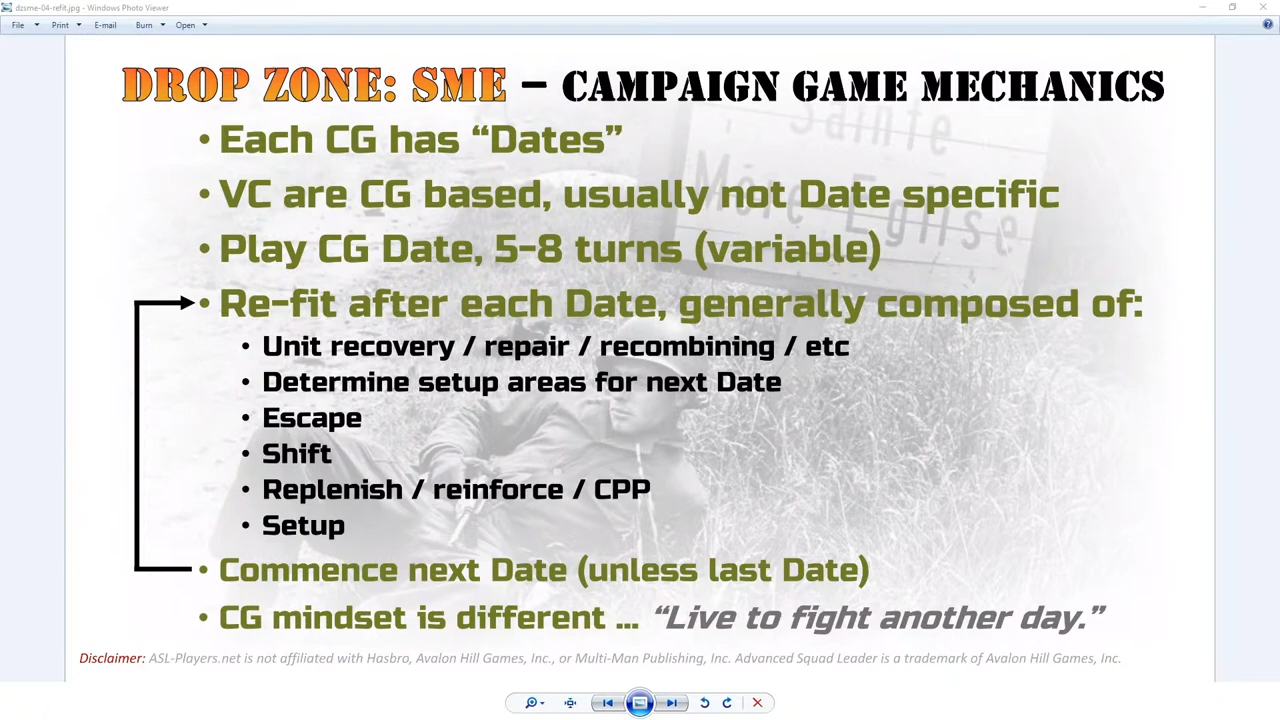 dzsme-04-refit.jpg - Windows Photo Viewer
File Print E-mail Burn Open
DROP ZONE: SME – CAMPAIGN GAME MECHANICS
Sainte
Mère Eglise
• Each CG has “Dates”
• VC are CG based, usually not Date specific
• Play CG Date, 5-8 turns (variable)
• Re-fit after each Date, generally composed of:
• Unit recovery / repair / recombining / etc
• Determine setup areas for next Date
• Escape
• Shift
• Replenish / reinforce / CPP
• Setup
• Commence next Date (unless last Date)
• CG mindset is different ... “Live to fight another day.”
Disclaimer: ASL-Players.net is not affiliated with Hasbro, Avalon Hill Games, Inc., or Multi-Man Publishing, Inc. Advanced Squad Leader is a trademark of Avalon Hill Games, Inc.